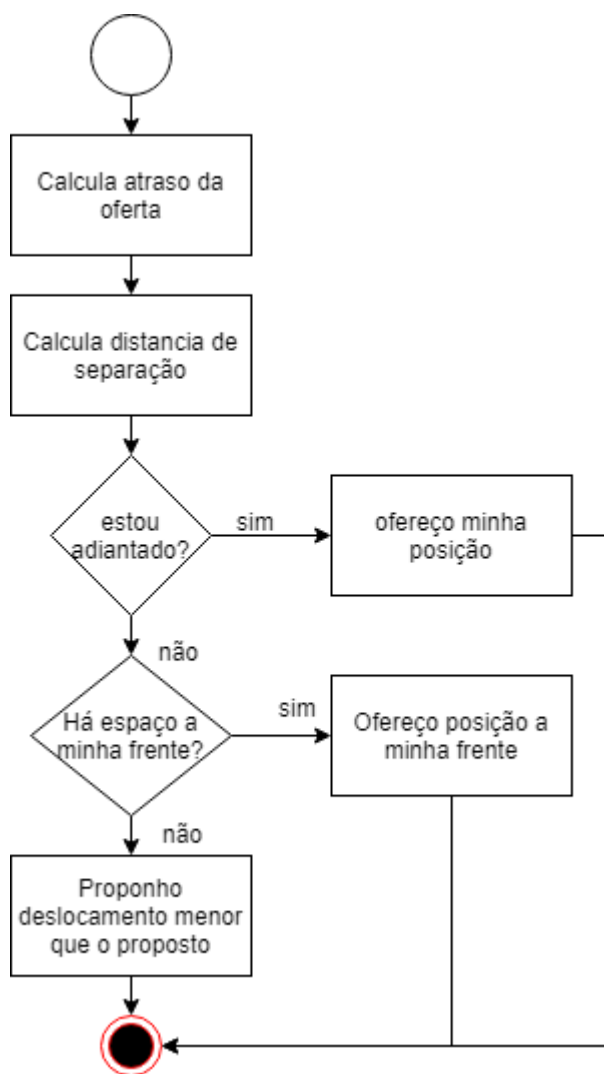 Calcula atraso da
oferta
Calcula distancia de
separação
estou
adiantado?
sim
ofereço minha
posição
não
Há espaço a
minha frente?
sim
Ofereço posição a
minha frente
não
Proponho
deslocamento menor
que o proposto